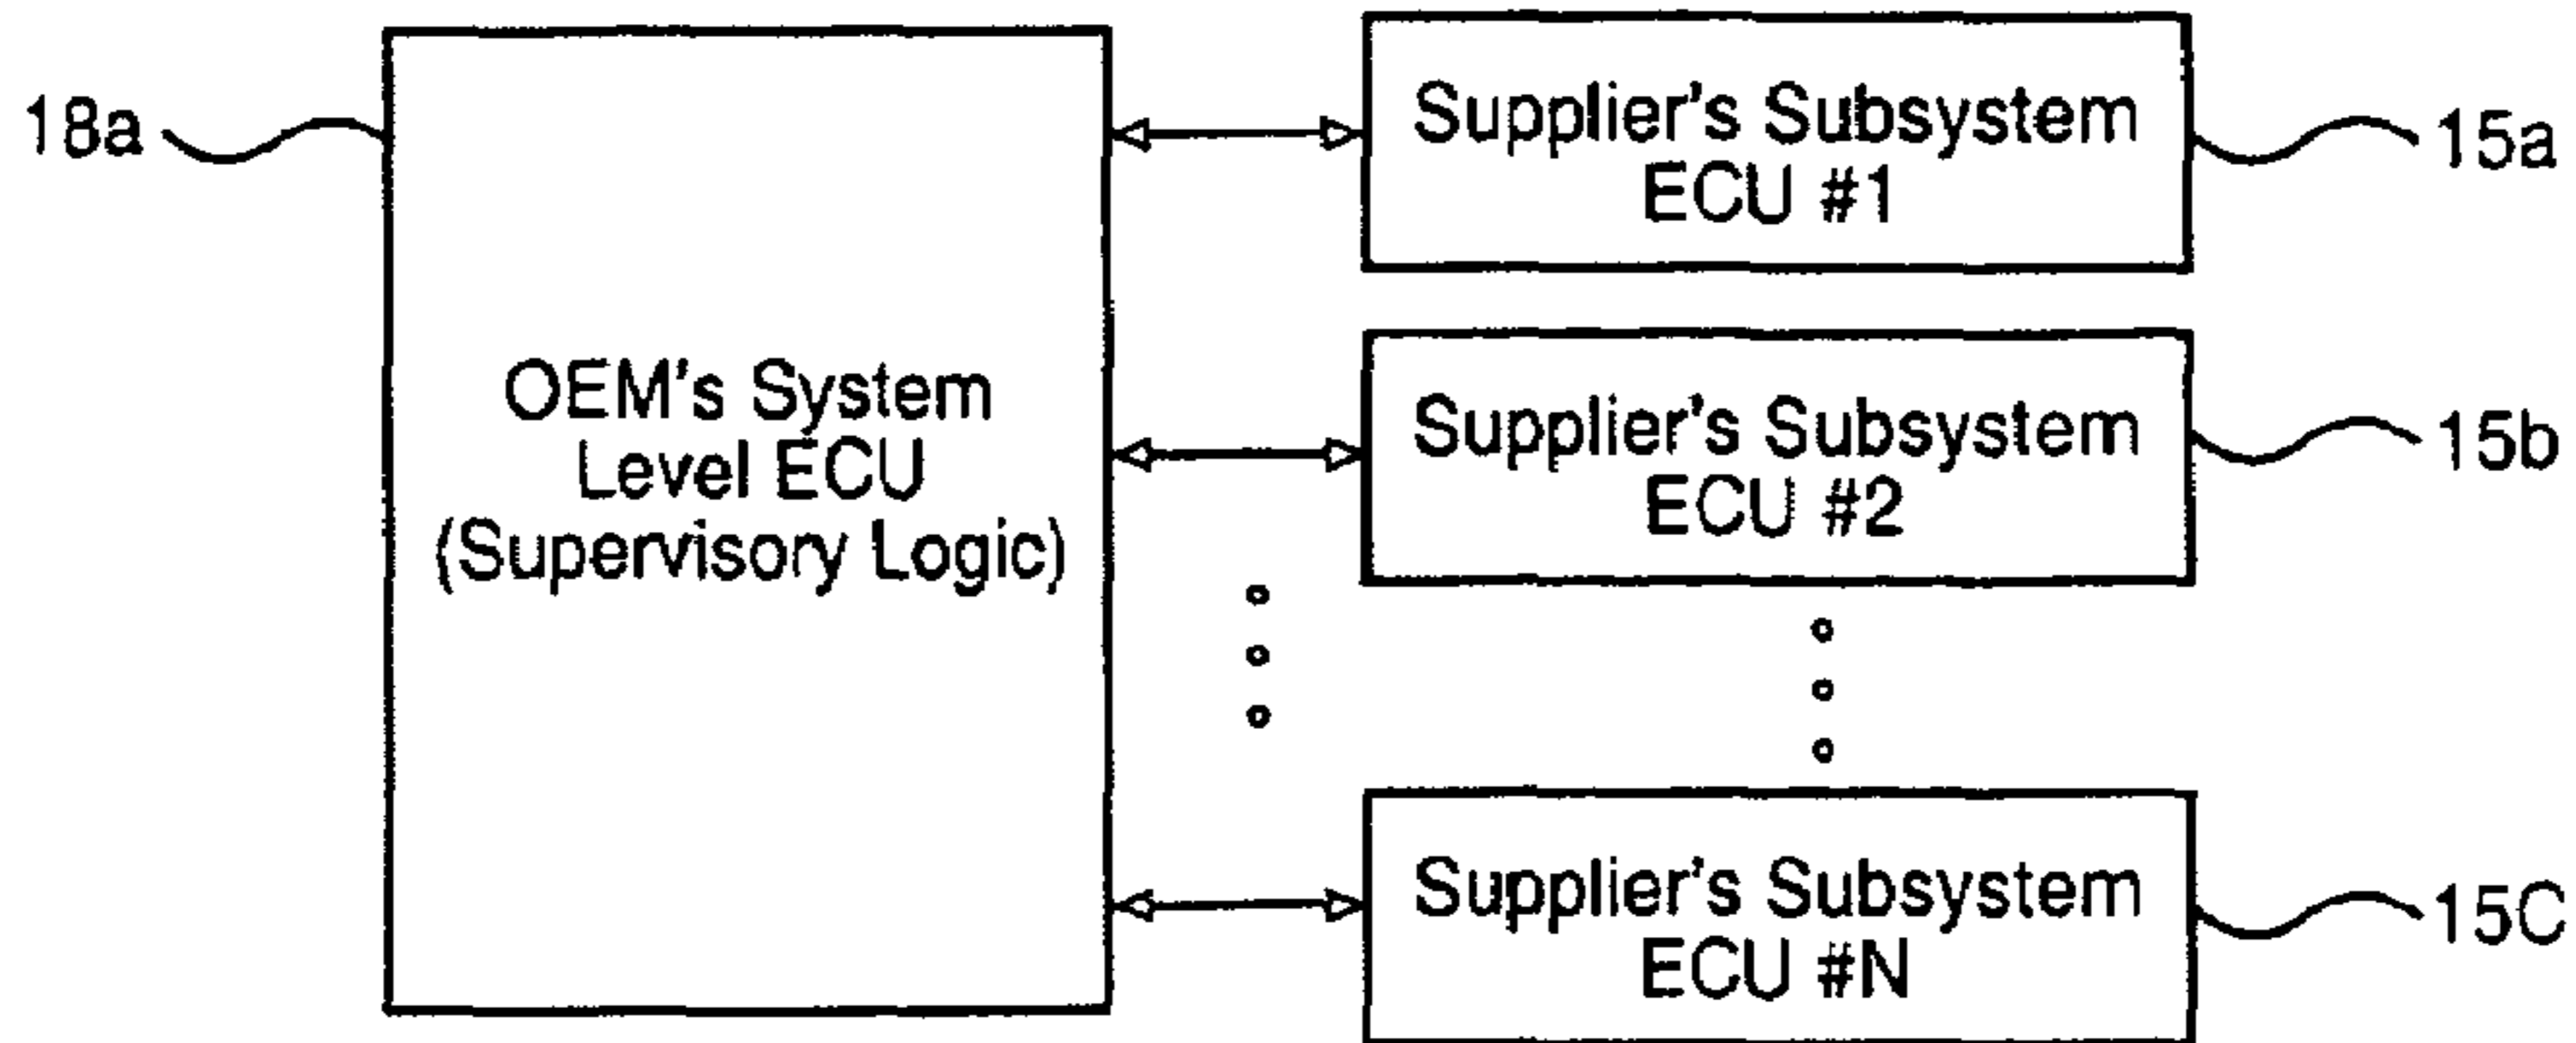 18a
OEM's System
Level ECU
(Supervisory Logic)
Supplier's Subsystem
ECU #1
15a
Supplier's Subsystem
ECU #2
15b
Supplier's Subsystem
ECU #N
15C